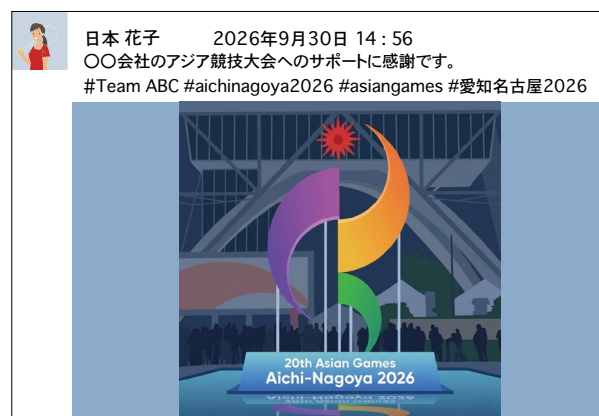 日本 花子 2026年9月30日 14:56
〇〇会社のアジア競技大会へのサポートに感謝です。
#Team ABC #aichinagoya2026 #asiangames #愛知名古屋2026
20th Asian Games
Aichi-Nagoya 2026